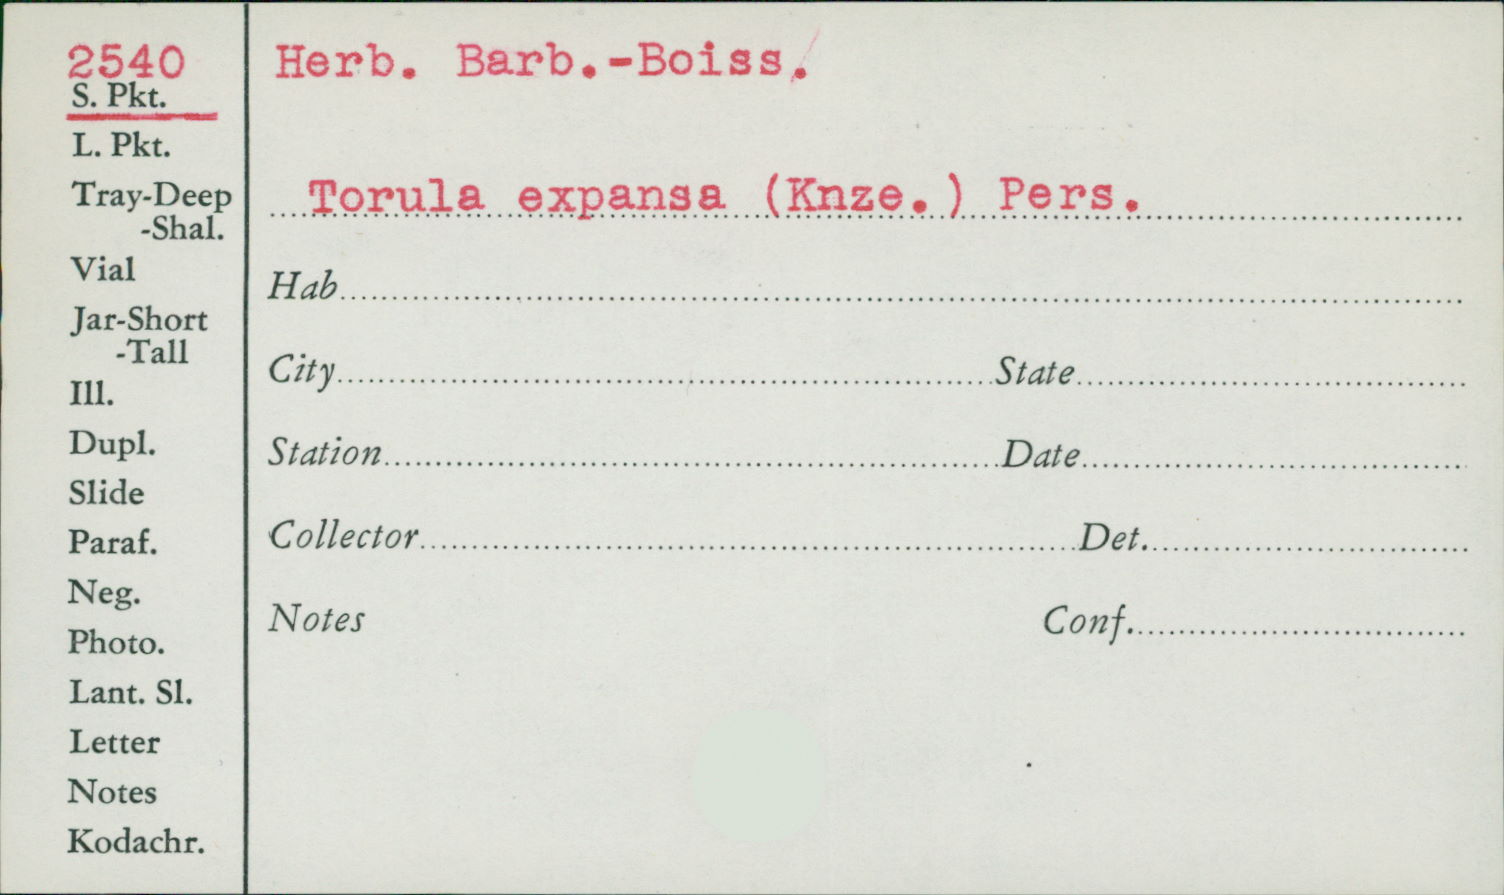 2540
S. Pkt.
L. Pkt.
Tray-Deep
-Shal.
Vial
Jar-Short
-Tall
Ill.
Dupl.
Slide
Paraf.
Neg.
Photo.
Lant. Sl.
Letter
Notes
Kodachr.
Herb. Barb.-Boiss.
Torula expansa (Knze.) Pers.
Hab
City State
Station Date
Collector Det.
Notes Conf.